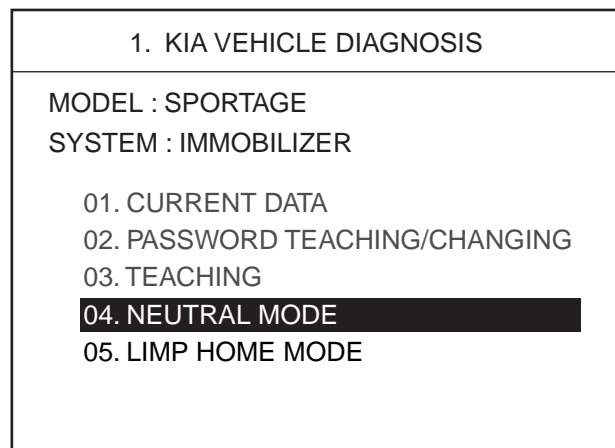 1. KIA VEHICLE DIAGNOSIS
MODEL : SPORTAGE
SYSTEM : IMMOBILIZER
01. CURRENT DATA
02. PASSWORD TEACHING/CHANGING
03. TEACHING
04. NEUTRAL MODE
05. LIMP HOME MODE